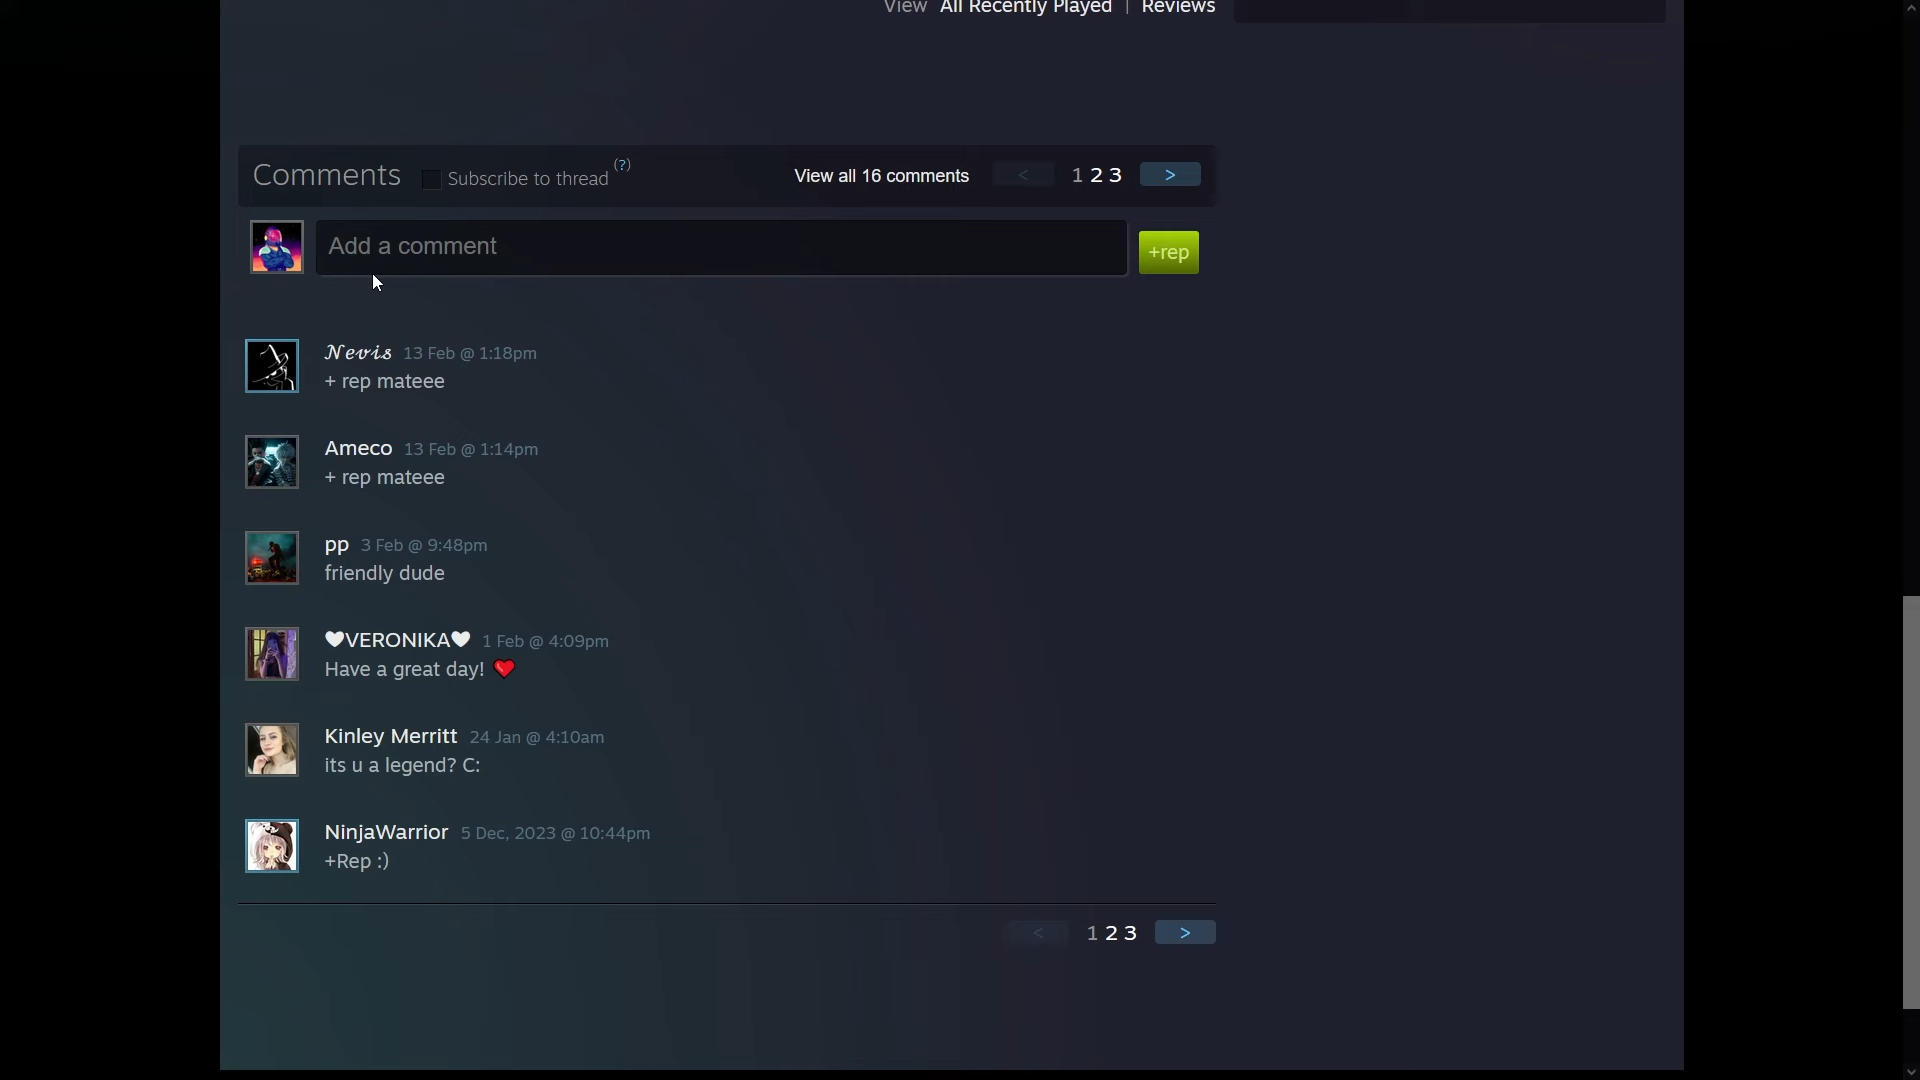 View All Recently Played | Reviews
Comments Subscribe to thread (?) View all 16 comments < 1 2 3 >
Add a comment +rep
𝓝𝓮𝓿𝓲𝓼 13 Feb @ 1:18pm
+ rep mateee
Ameco 13 Feb @ 1:14pm
+ rep mateee
pp 3 Feb @ 9:48pm
friendly dude
🤍VERONIKA🤍 1 Feb @ 4:09pm
Have a great day! ❤️
Kinley Merritt 24 Jan @ 4:10am
its u a legend? C:
NinjaWarrior 5 Dec, 2023 @ 10:44pm
+Rep :)
< 1 2 3 >